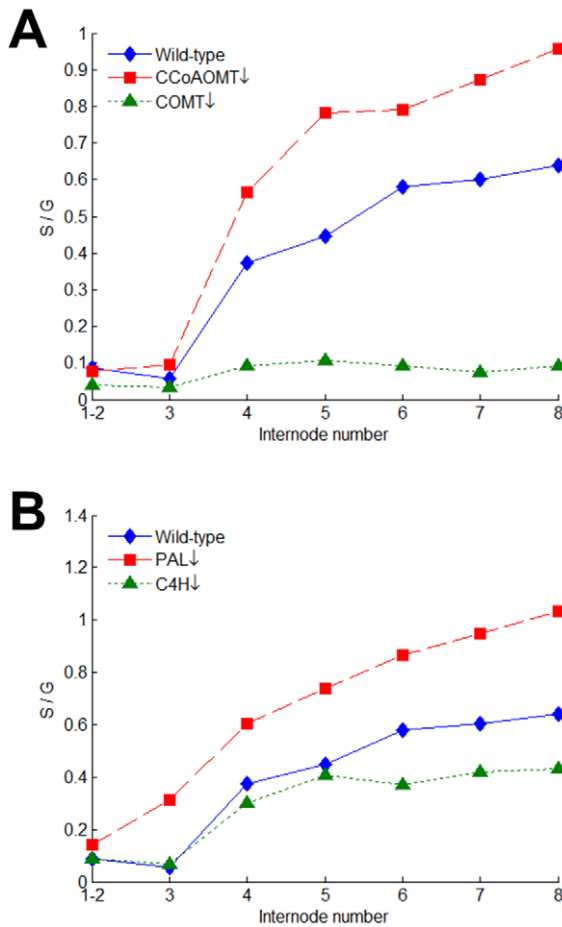 A
1
0.9
0.8
0.7
0.6
0.5
0.4
0.3
0.2
0.1
0
S / G
Wild-type
CCoAOMT↓
COMT↓
1-2 3 4 5 6 7 8
Internode number
B
1.4
1.2
1
0.8
0.6
0.4
0.2
0
S / G
Wild-type
PAL↓
C4H↓
1-2 3 4 5 6 7 8
Internode number